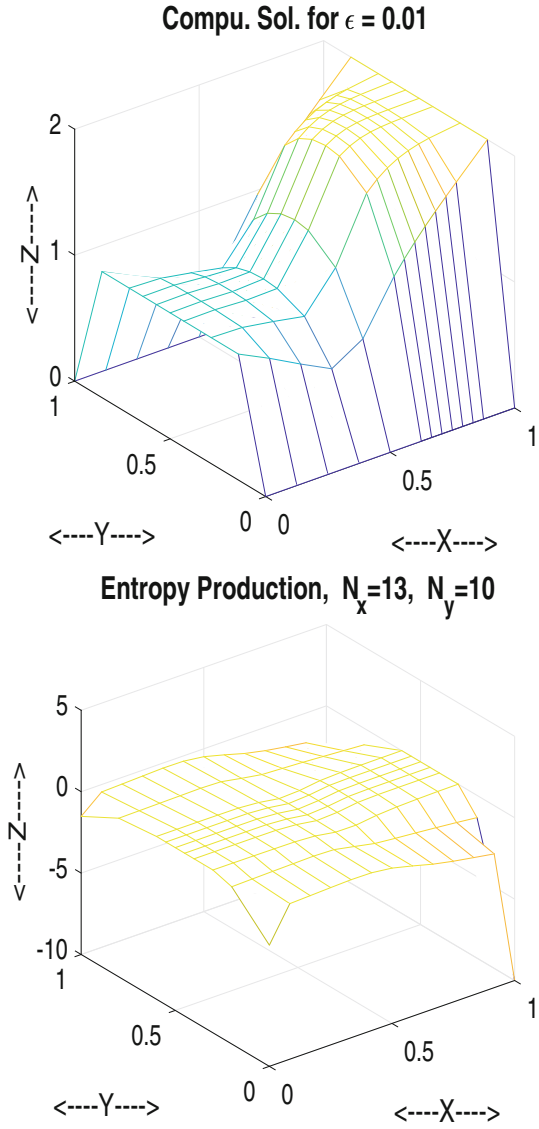 Compu. Sol. for ϵ = 0.01
2
1
0
<----Z---->
1
0.5
0
0
0.5
1
<----Y---->
<----X---->
Entropy Production, N_x=13, N_y=10
5
0
-5
-10
<----Z---->
1
0.5
0
0
0.5
1
<----Y---->
<----X---->